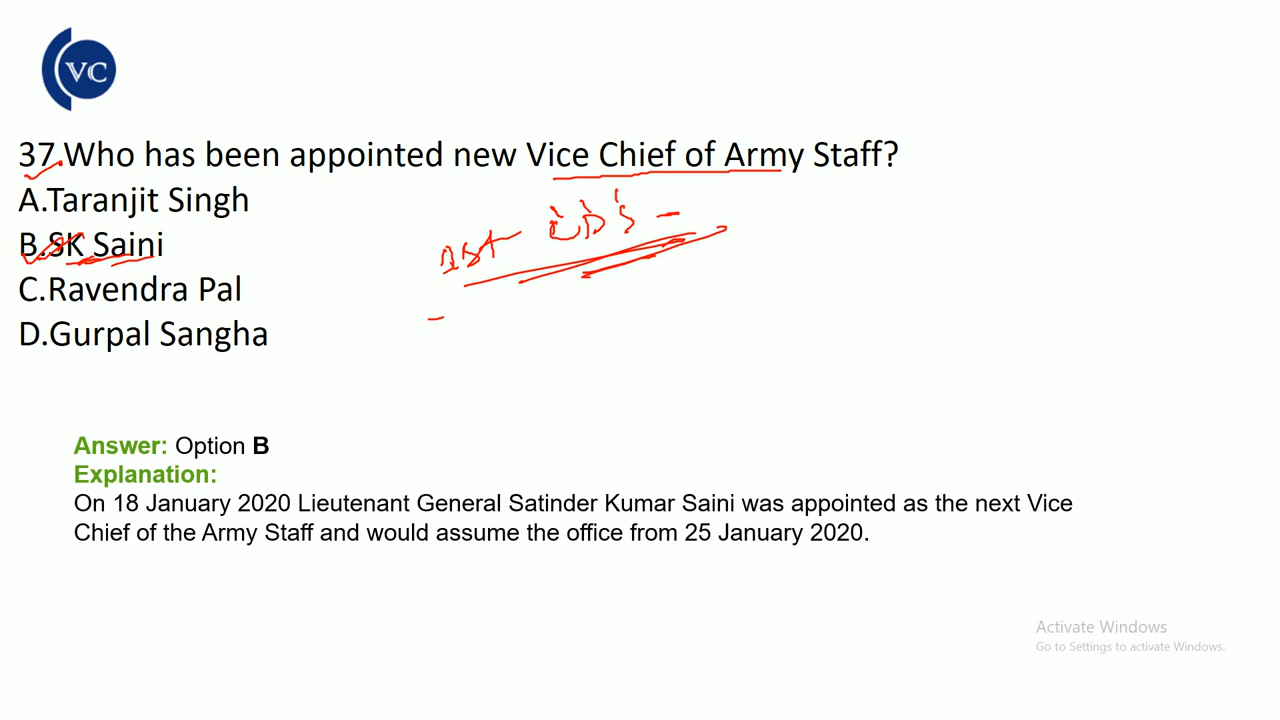 VC
37.Who has been appointed new Vice Chief of Army Staff?
A.Taranjit Singh
B.SK Saini
1st CDS -
C.Ravendra Pal
D.Gurpal Sangha
Answer: Option B
Explanation:
On 18 January 2020 Lieutenant General Satinder Kumar Saini was appointed as the next Vice
Chief of the Army Staff and would assume the office from 25 January 2020.
Activate Windows
Go to Settings to activate Windows.